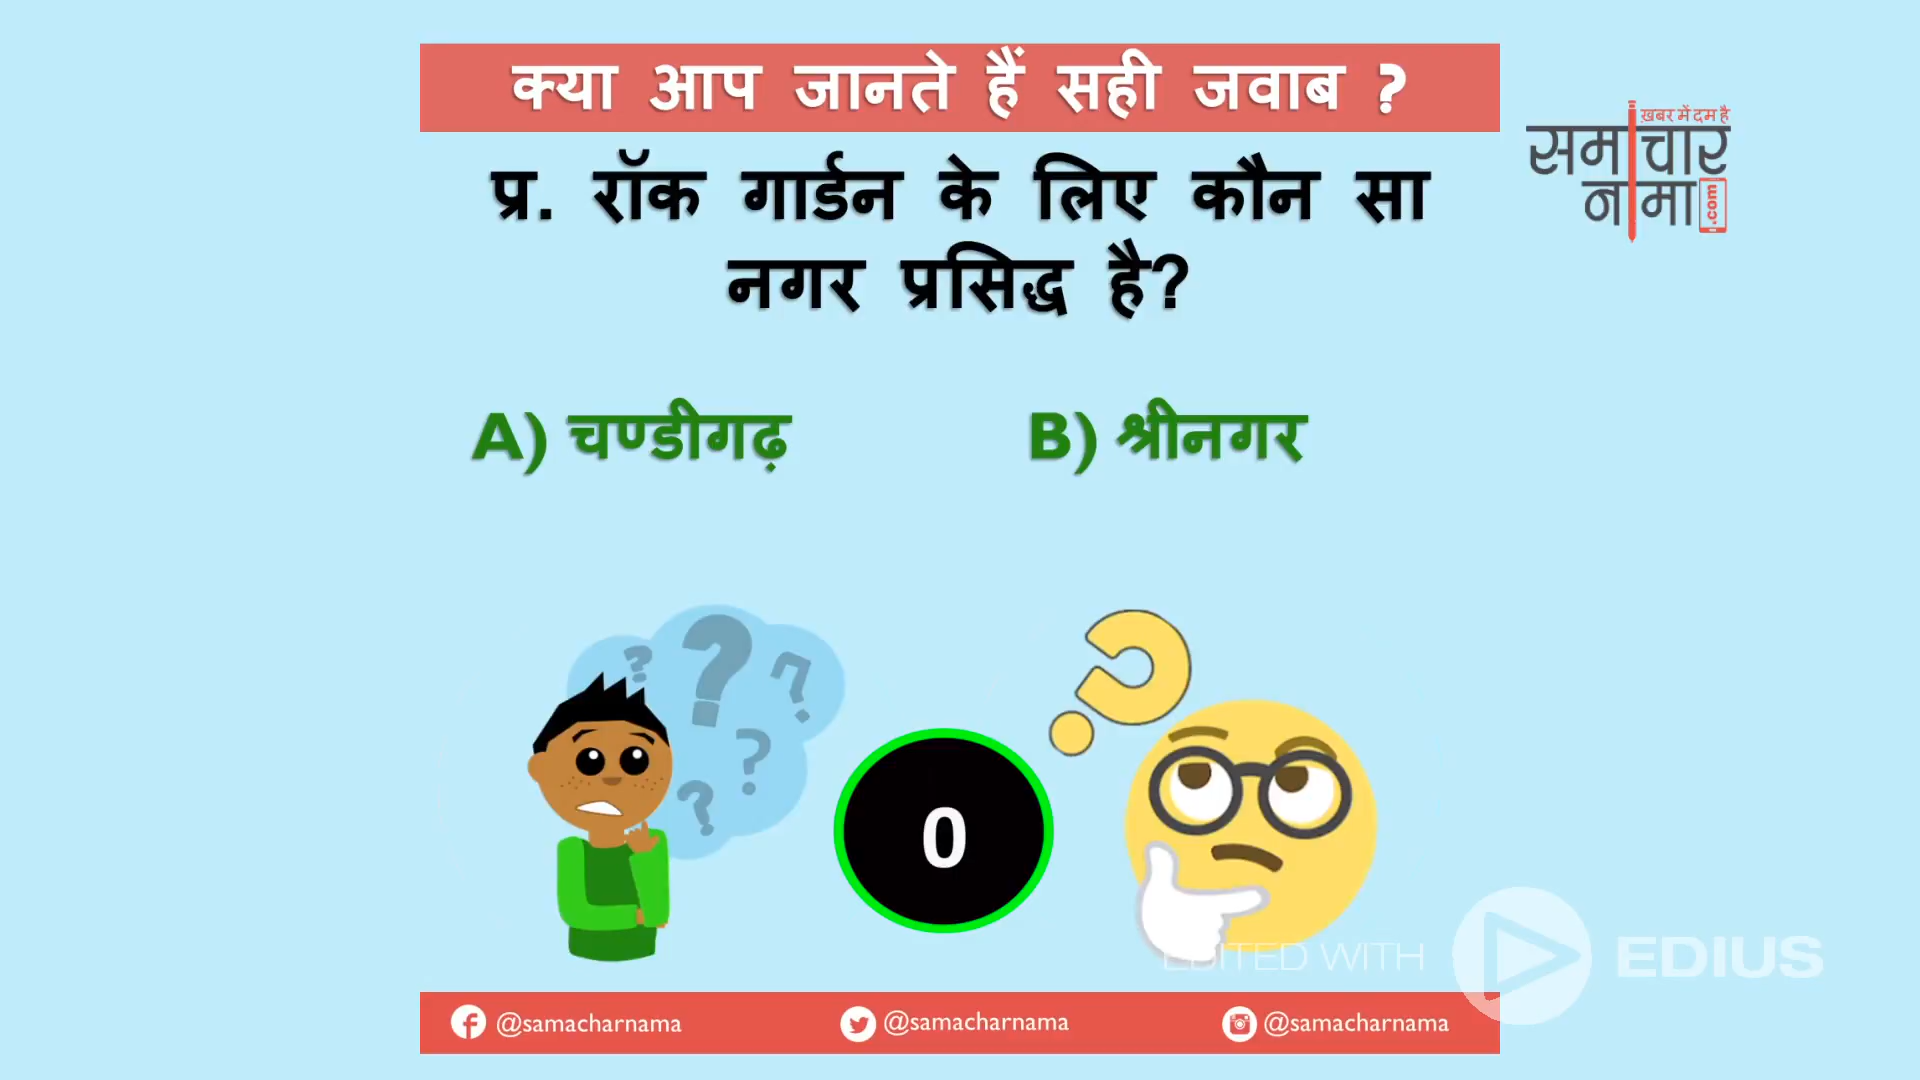 क्या आप जानते हैं सही जवाब ?
ख़बर में दम है
समाचार
नामा
.com
प्र. रॉक गार्डन के लिए कौन सा
नगर प्रसिद्ध है?
A) चण्डीगढ़ B) श्रीनगर
0
EDITED WITH EDIUS
@samacharnama @samacharnama @samacharnama